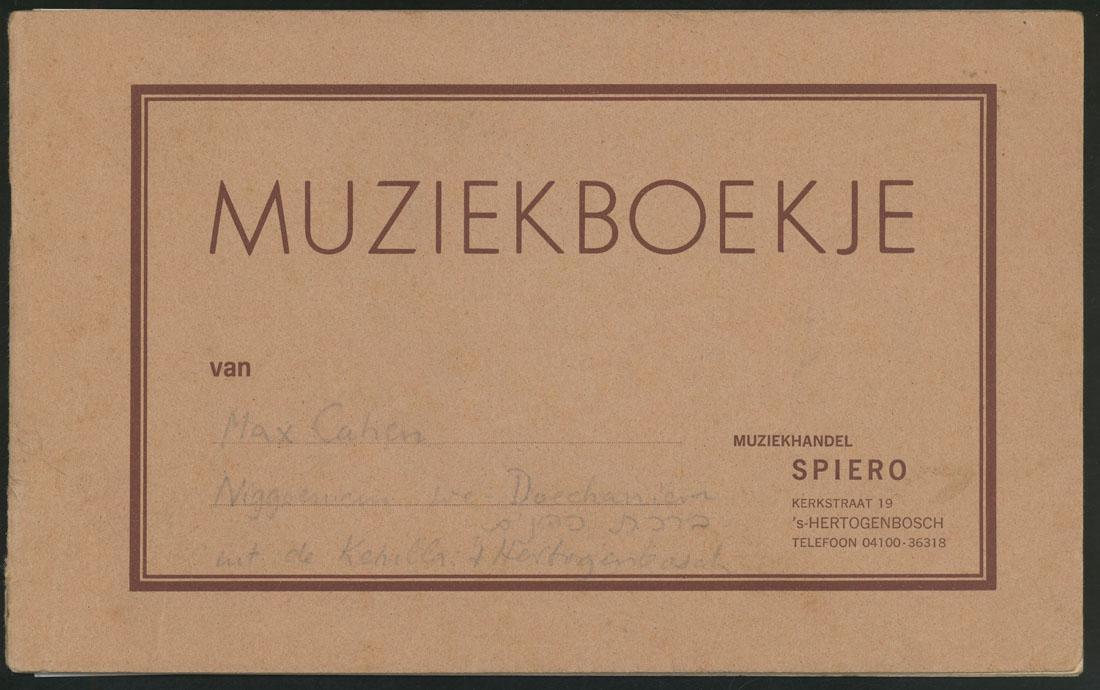 MUZIEKBOEKJE
van
Max Cahen
Niggoeniem we-Doechaniem
ברכת כהנים
uit de Kehilla 's Hertogenbosch
MUZIEKHANDEL
SPIERO
KERKSTRAAT 19
's-HERTOGENBOSCH
TELEFOON 04100-36318